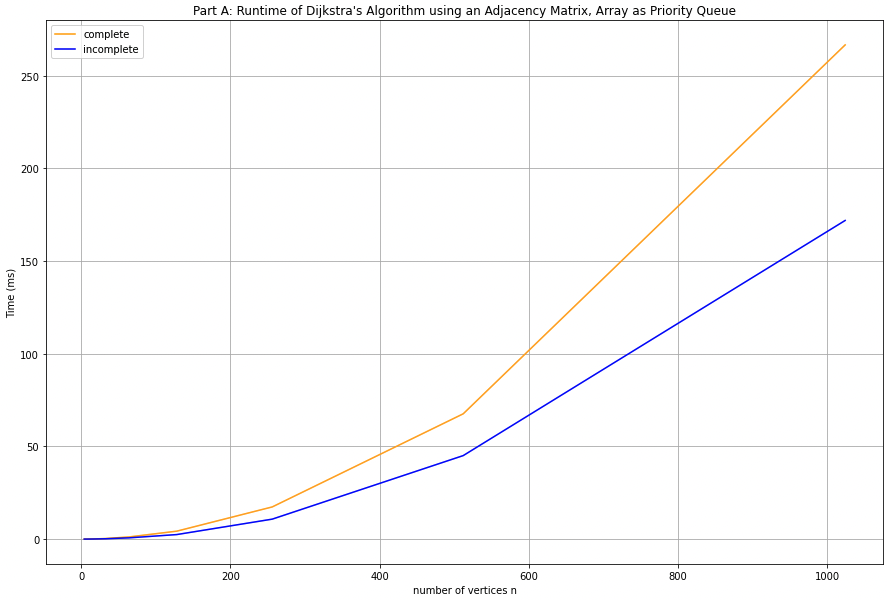 Part A: Runtime of Dijkstra's Algorithm using an Adjacency Matrix, Array as Priority Queue
complete
incomplete
250
200
150
100
50
0
Time (ms)
0 200 400 600 800 1000
number of vertices n